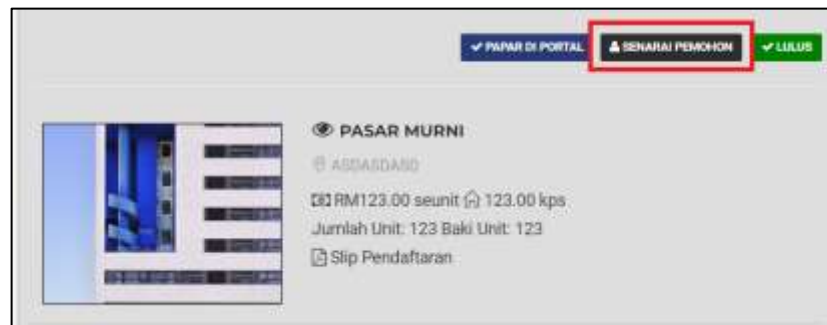 PAPAR DI PORTAL SENARAI PEMOHON LULUS
PASAR MURNI
ASDASDASD
RM123.00 seunit 123.00 kps
Jumlah Unit: 123 Baki Unit: 123
Slip Pendaftaran